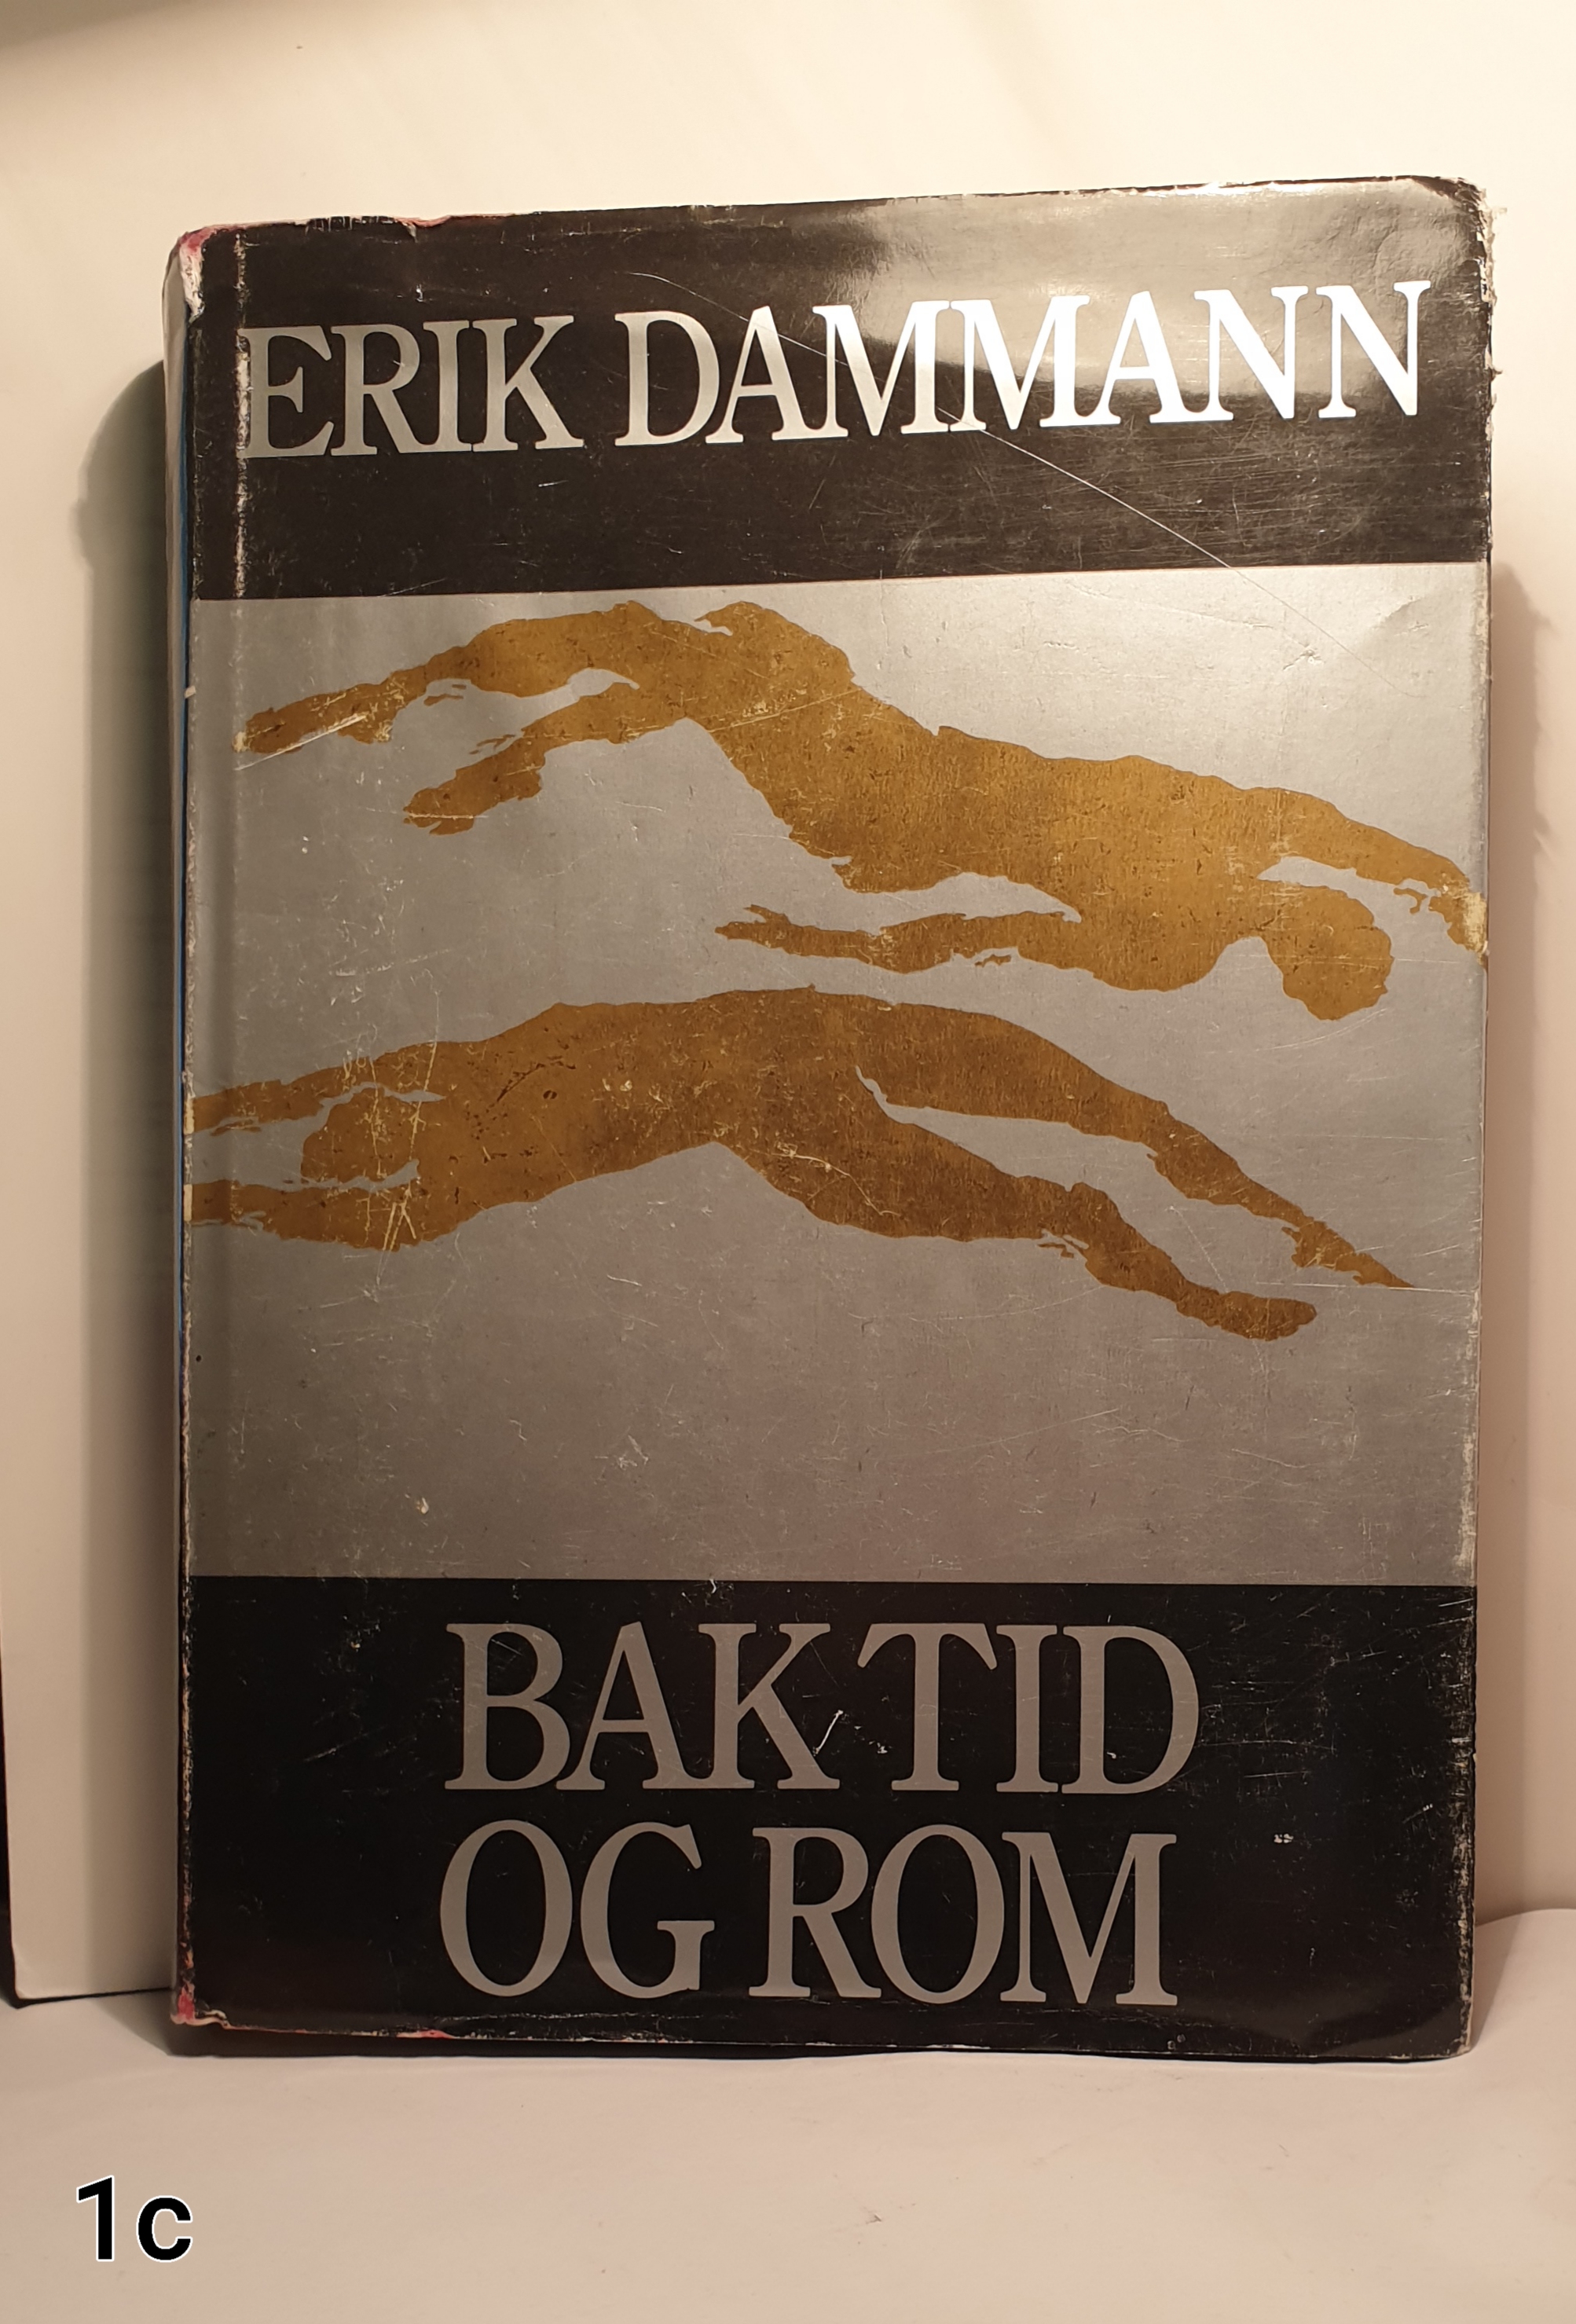 ERIK DAMMANN
BAK TID
OG ROM
1c